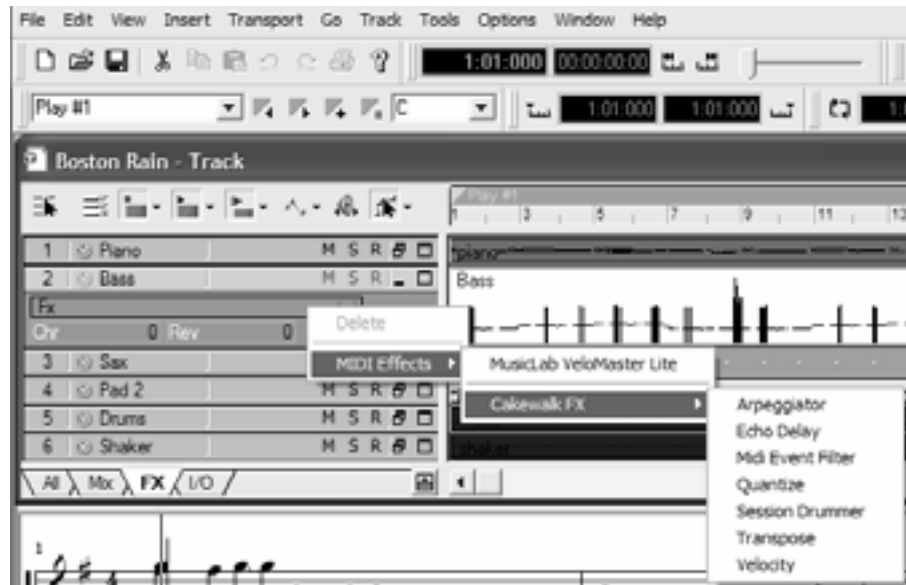 File Edit View Insert Transport Go Track Tools Options Window Help
1:01:000 00:00:00:00
Play #1 C 1:01:000 1:01:000
Boston Rain - Track
Play #1
1 3 5 7 9 11 13
1 Piano M S R piano
2 Bass M S R Bass
Fx
Chr 0 Rev 0 Delete
3 Sax MIDI Effects MusicLab VeloMaster Lite
4 Pad 2 M S R Cakewalk FX Arpeggiator
5 Drums M S R Echo Delay
6 Shaker M S R shaker Midi Event Filter
All Mix FX I/O Quantize
Session Drummer
Transpose
1 Velocity